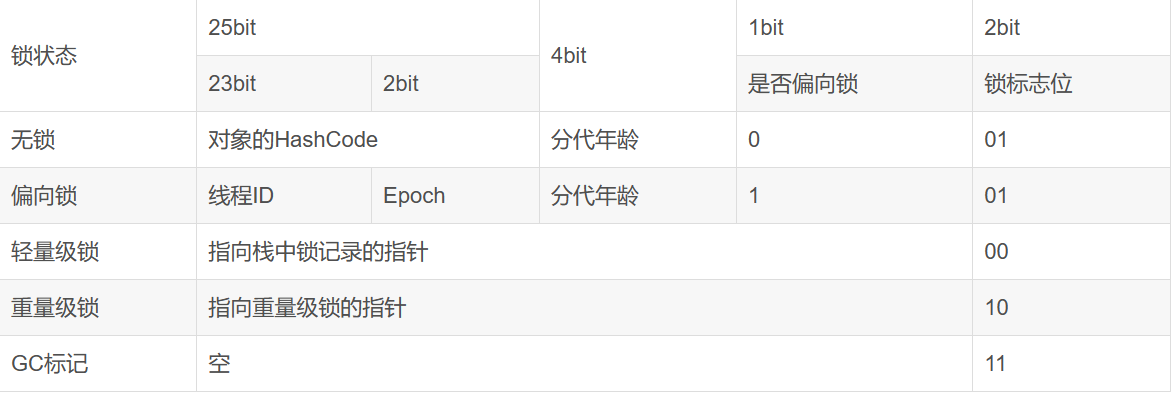 锁状态 25bit 4bit 1bit 2bit
23bit 2bit 是否偏向锁 锁标志位
无锁 对象的HashCode 分代年龄 0 01
偏向锁 线程ID Epoch 分代年龄 1 01
轻量级锁 指向栈中锁记录的指针 00
重量级锁 指向重量级锁的指针 10
GC标记 空 11